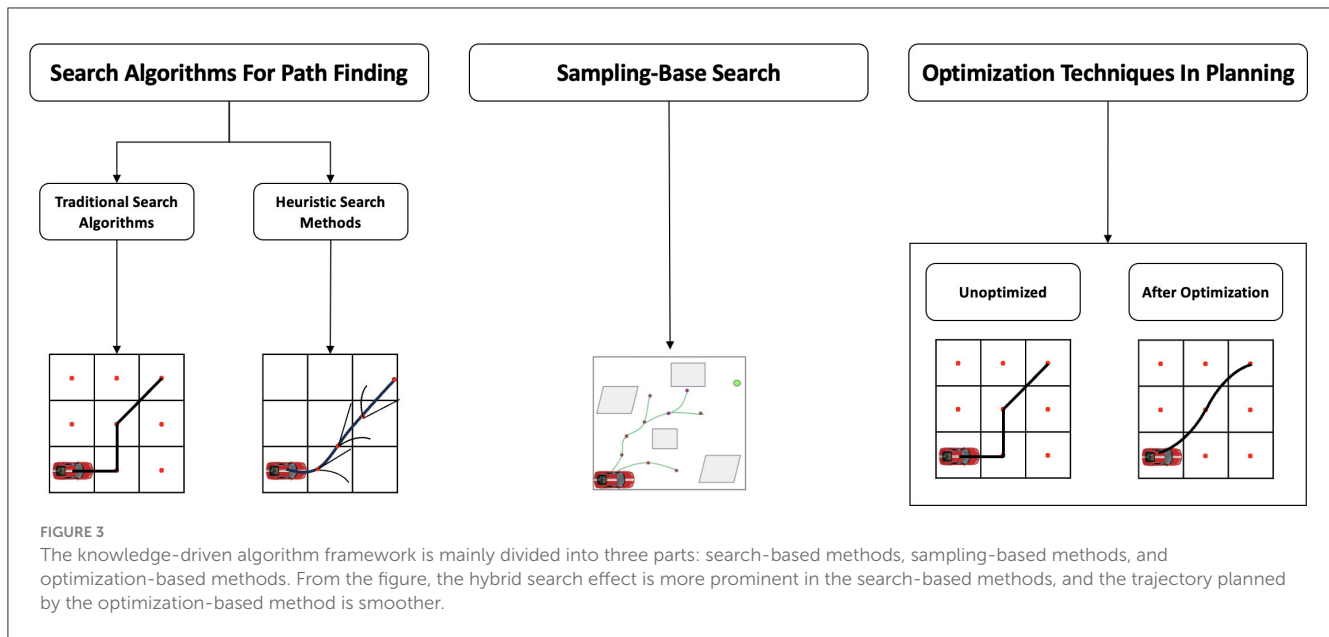 Search Algorithms For Path Finding
Sampling-Base Search
Optimization Techniques In Planning
Traditional Search
Algorithms
Heuristic Search
Methods
Unoptimized
After Optimization
FIGURE 3
The knowledge-driven algorithm framework is mainly divided into three parts: search-based methods, sampling-based methods, and
optimization-based methods. From the figure, the hybrid search effect is more prominent in the search-based methods, and the trajectory planned
by the optimization-based method is smoother.